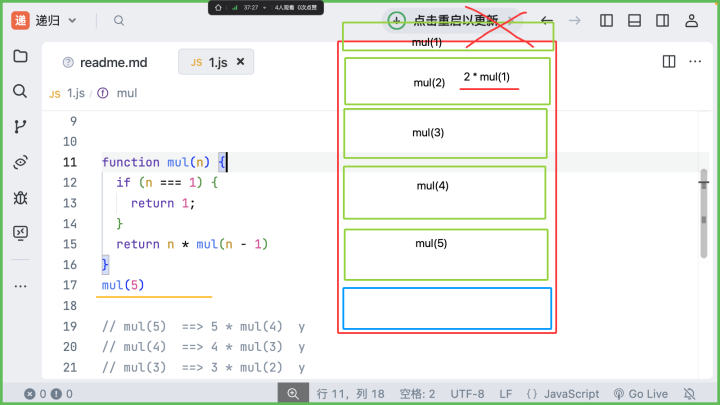 37:27 4人观看 0次点赞
递 递归 点击重启以更新
readme.md JS 1.js
JS 1.js / mul
9
10
11 function mul(n) {
12 if (n === 1) {
13 return 1;
14 }
15 return n * mul(n - 1)
16 }
17 mul(5)
18
19 // mul(5) ==> 5 * mul(4) y
20 // mul(4) ==> 4 * mul(3) y
21 // mul(3) ==> 3 * mul(2) y
mul(1)
mul(2) 2 * mul(1)
mul(3)
mul(4)
mul(5)
0 0 行 11，列 18 空格: 2 UTF-8 LF {} JavaScript Go Live